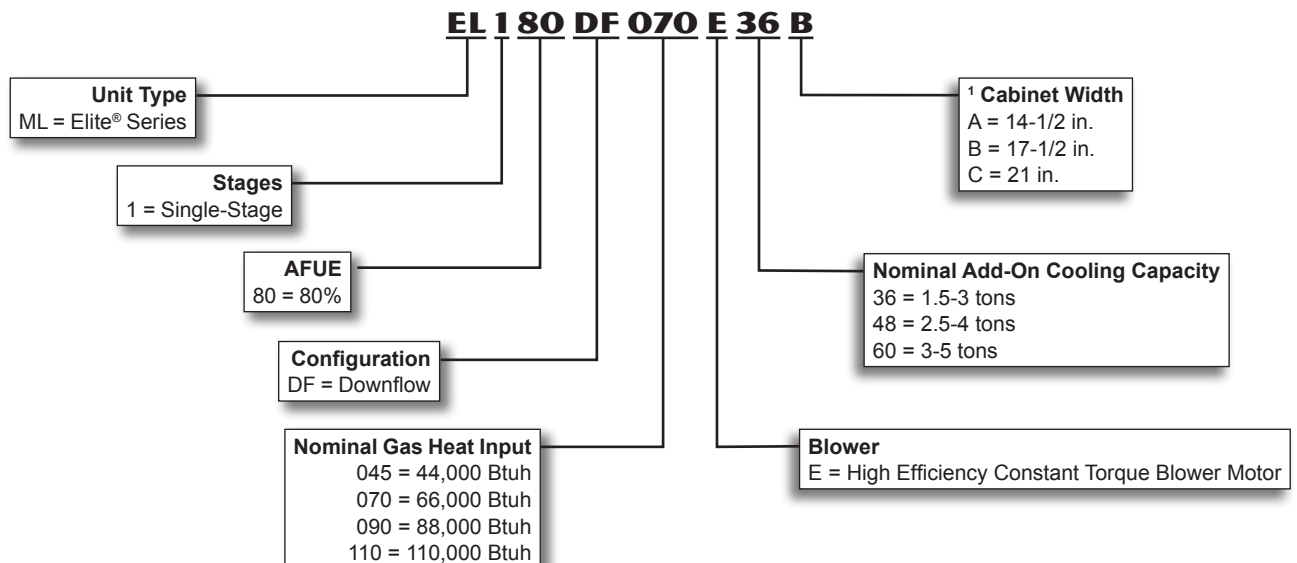 EL 1 80 DF 070 E 36 B
Unit Type
ML = Elite® Series
Stages
1 = Single-Stage
AFUE
80 = 80%
Configuration
DF = Downflow
Nominal Gas Heat Input
045 = 44,000 Btuh
070 = 66,000 Btuh
090 = 88,000 Btuh
110 = 110,000 Btuh
¹ Cabinet Width
A = 14-1/2 in.
B = 17-1/2 in.
C = 21 in.
Nominal Add-On Cooling Capacity
36 = 1.5-3 tons
48 = 2.5-4 tons
60 = 3-5 tons
Blower
E = High Efficiency Constant Torque Blower Motor